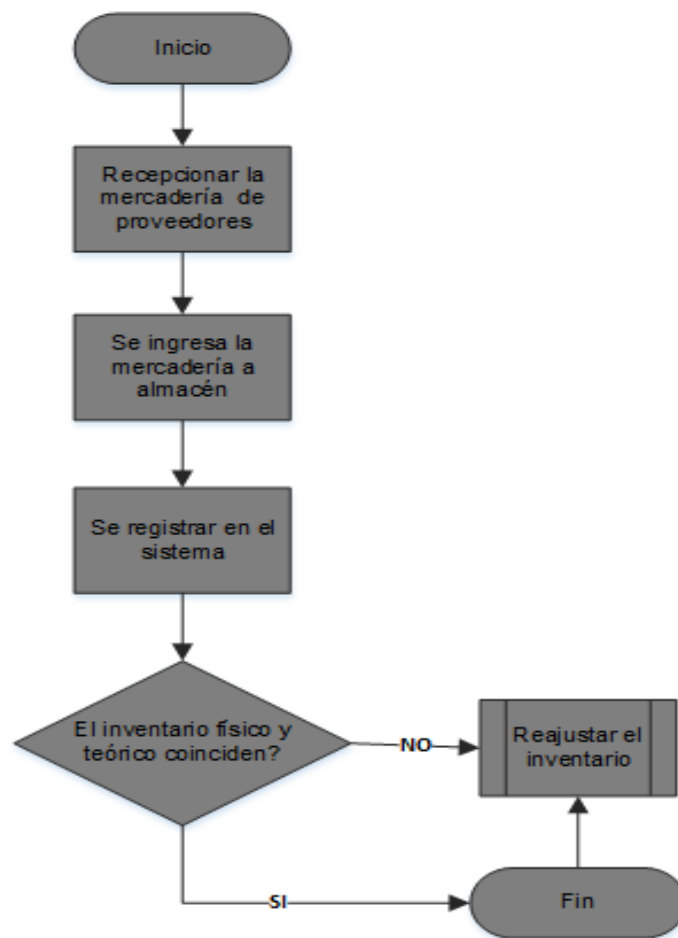 Inicio
Recepcionar la
mercadería de
proveedores
Se ingresa la
mercadería a
almacén
Se registrar en el
sistema
El inventario físico y
teórico coinciden?
NO
Reajustar el
inventario
SI
Fin